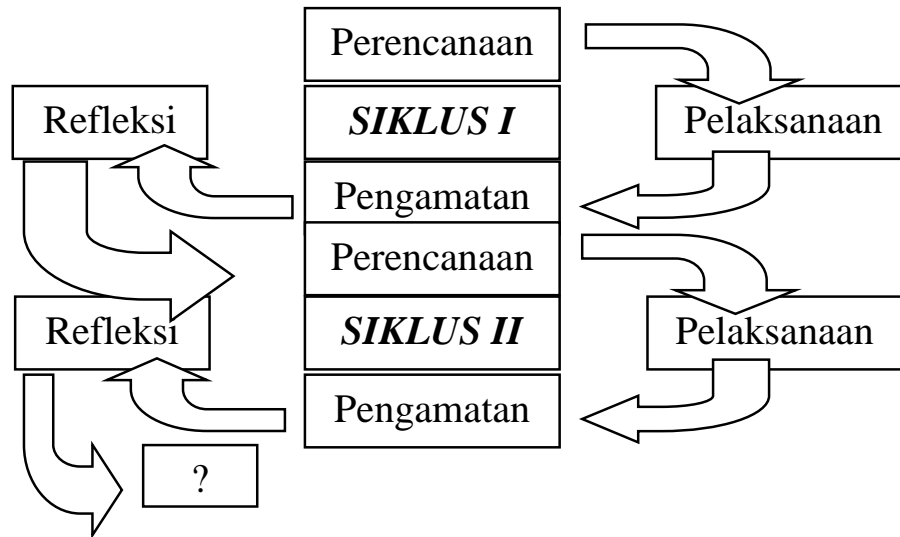 Perencanaan
Refleksi
SIKLUS I
Pelaksanaan
Pengamatan
Perencanaan
Refleksi
SIKLUS II
Pelaksanaan
Pengamatan
?